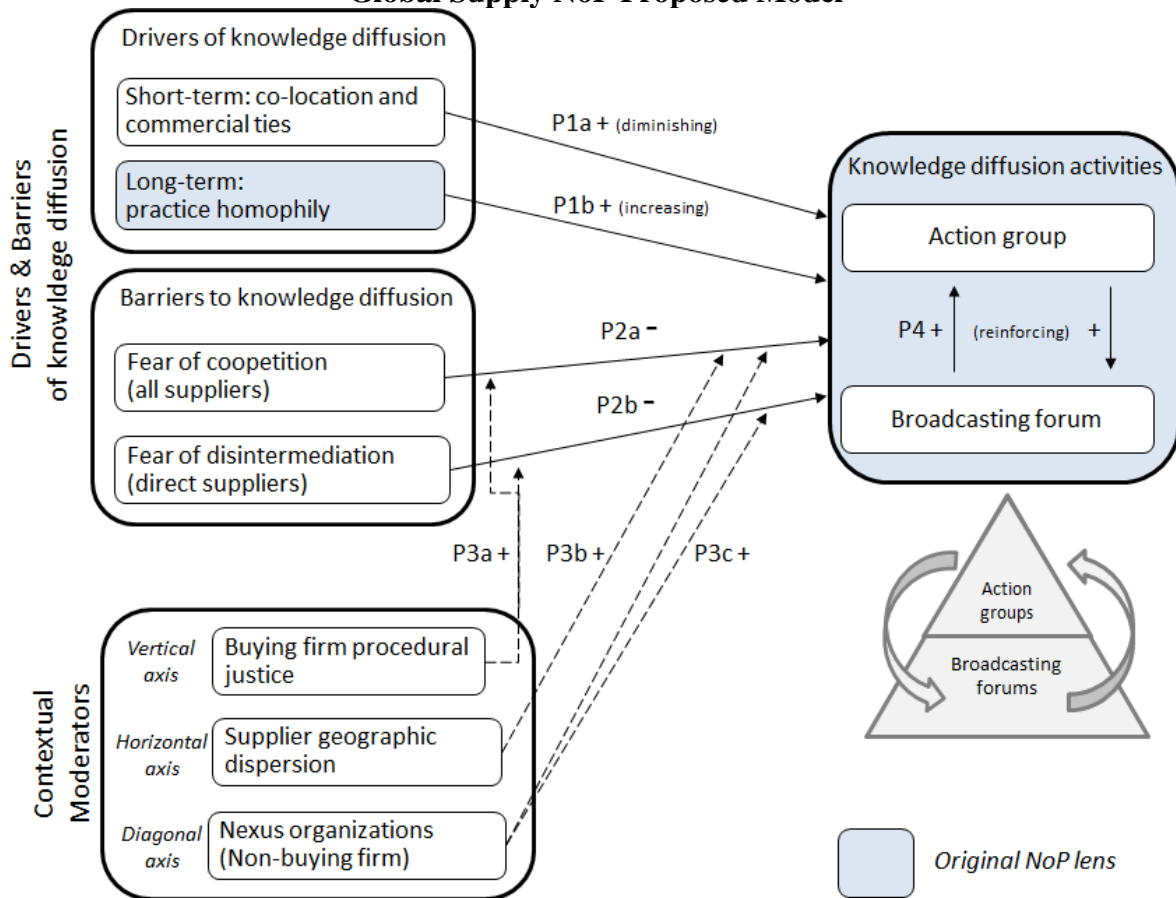 Global Supply NoP Proposed Model
Drivers & Barriers
of knowldege diffusion
Drivers of knowledge diffusion
Short-term: co-location and
commercial ties
Long-term:
practice homophily
P1a + (diminishing)
P1b + (increasing)
Barriers to knowledge diffusion
Fear of coopetition
(all suppliers)
Fear of disintermediation
(direct suppliers)
P2a -
P2b -
Knowledge diffusion activities
Action group
P4 + (reinforcing) +
Broadcasting forum
P3a + P3b + P3c +
Contextual
Moderators
Vertical
axis
Buying firm procedural
justice
Horizontal
axis
Supplier geographic
dispersion
Diagonal
axis
Nexus organizations
(Non-buying firm)
Action
groups
Broadcasting
forums
Original NoP lens